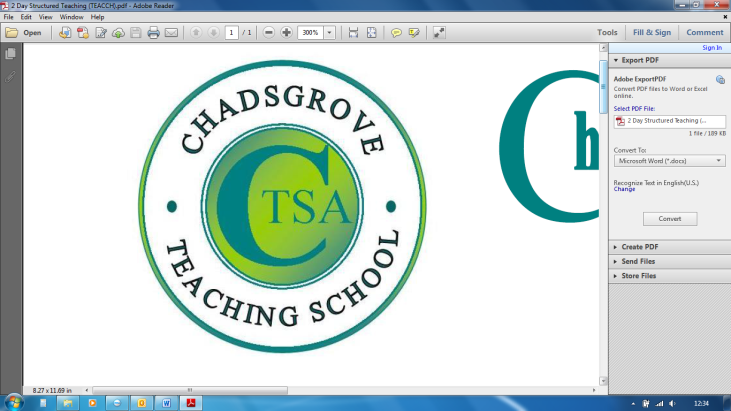 2 Day Structured Teaching (TEACCH).pdf - Adobe Reader
File Edit View Window Help
Open 1 / 1 300% Tools Fill & Sign Comment
Sign In
Export PDF
Adobe ExportPDF
Convert PDF files to Word or Excel
online.
Select PDF File:
2 Day Structured Teaching (...
1 file / 189 KB
Convert To:
Microsoft Word (*.docx)
Recognize Text in English(U.S.)
Change
Convert
Create PDF
Send Files
Store Files
CHADSGROVE
CTSA
TEACHING SCHOOL
Ch
8.27 x 11.69 in
12:34